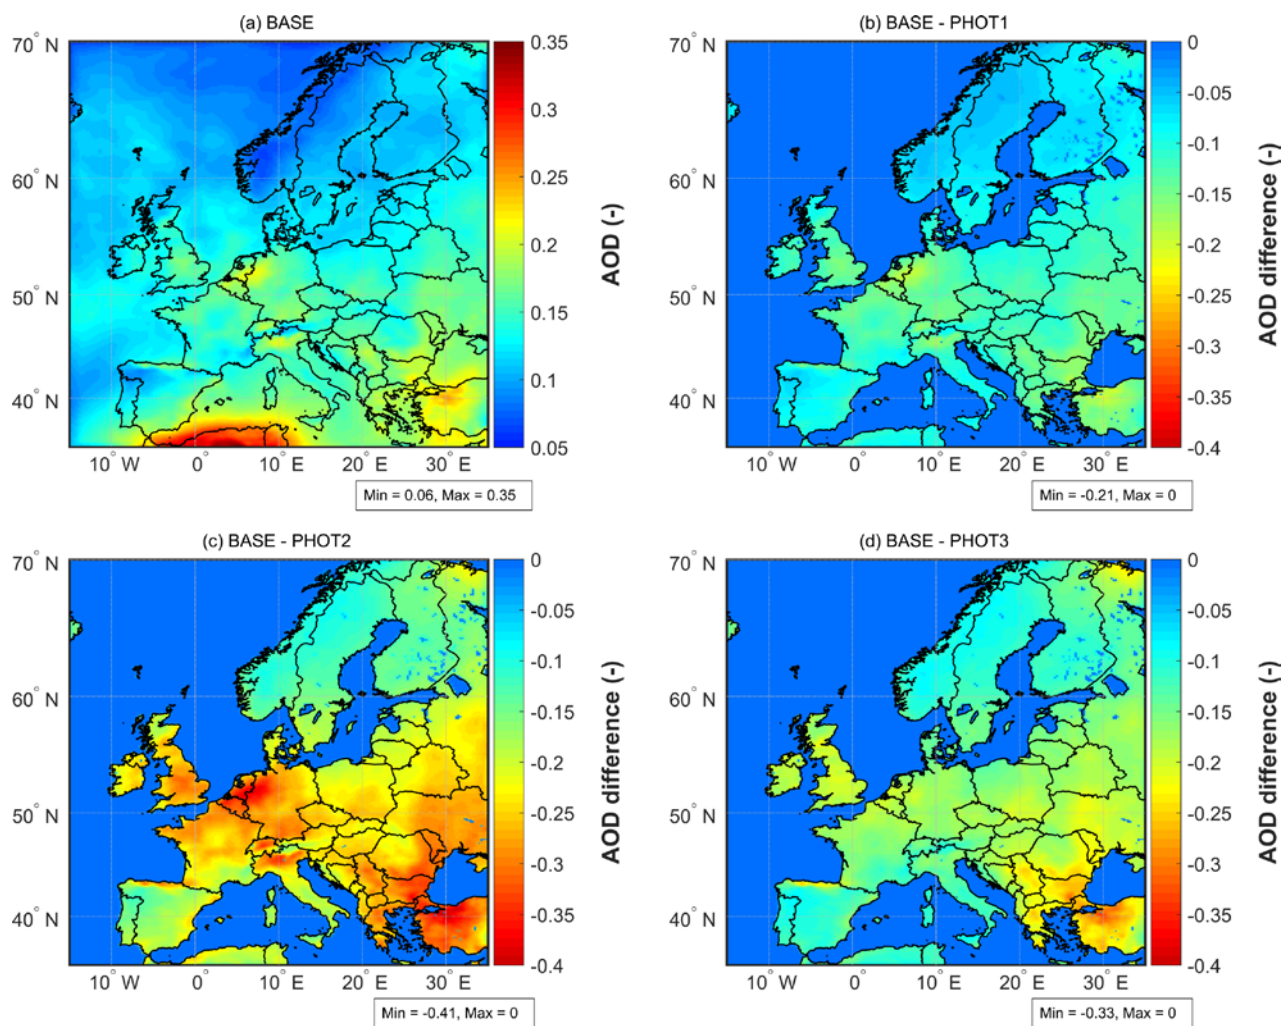 (a) BASE
70° N
60° N
50° N
40° N
10° W 0° 10° E 20° E 30° E
0.35
0.3
0.25
0.2
0.15
0.1
0.05
AOD (-)
Min = 0.06, Max = 0.35
(b) BASE - PHOT1
70° N
60° N
50° N
40° N
10° W 0° 10° E 20° E 30° E
0
-0.05
-0.1
-0.15
-0.2
-0.25
-0.3
-0.35
-0.4
AOD difference (-)
Min = -0.21, Max = 0
(c) BASE - PHOT2
70° N
60° N
50° N
40° N
10° W 0° 10° E 20° E 30° E
0
-0.05
-0.1
-0.15
-0.2
-0.25
-0.3
-0.35
-0.4
AOD difference (-)
Min = -0.41, Max = 0
(d) BASE - PHOT3
70° N
60° N
50° N
40° N
10° W 0° 10° E 20° E 30° E
0
-0.05
-0.1
-0.15
-0.2
-0.25
-0.3
-0.35
-0.4
AOD difference (-)
Min = -0.33, Max = 0